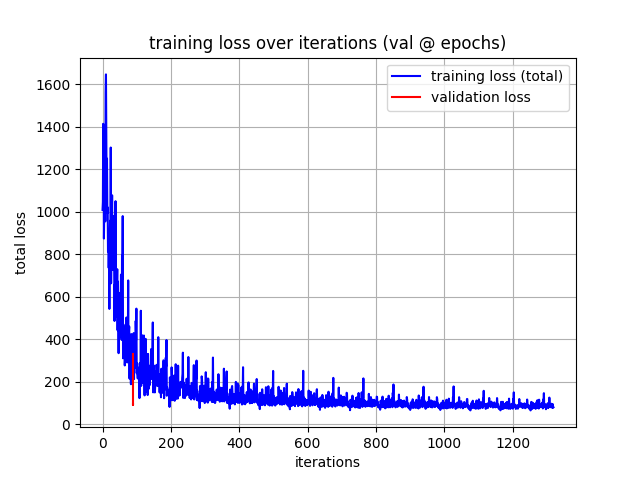 training loss over iterations (val @ epochs)
training loss (total)
validation loss
total loss
1600
1400
1200
1000
800
600
400
200
0
0 200 400 600 800 1000 1200
iterations